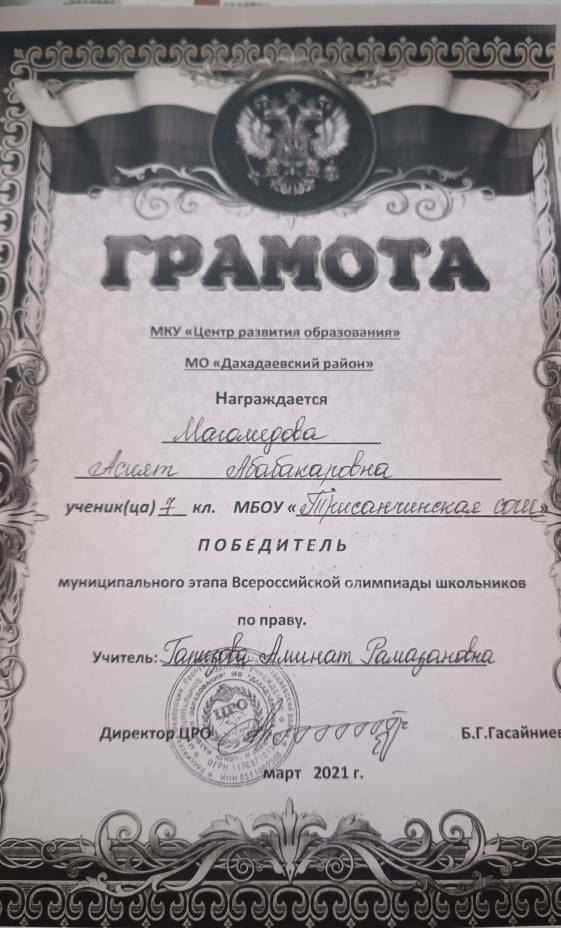 ГРАМОТА
МКУ «Центр развития образования»
МО «Дахадаевский район»
Награждается
Магомедова
Асият Абабакаровна
ученик(ца) 7 кл. МБОУ «Трисанчинская сош»
ПОБЕДИТЕЛЬ
муниципального этапа Всероссийской олимпиады школьников
по праву.
Учитель: Аминат Рамазановна
Директор ЦРО Б.Г.Гасайниев
ЦРО
Март 2021 г.